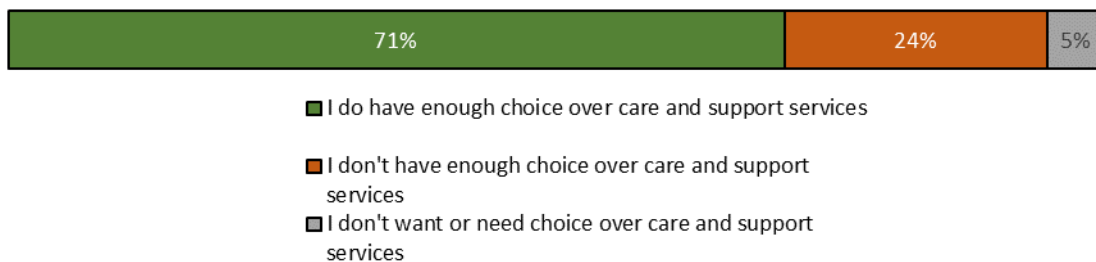 71% 24% 5%
I do have enough choice over care and support services
I don't have enough choice over care and support
services
I don't want or need choice over care and support
services